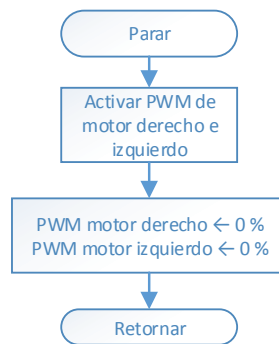 Parar
Activar PWM de
motor derecho e
izquierdo
PWM motor derecho ← 0 %
PWM motor izquierdo ← 0 %
Retornar